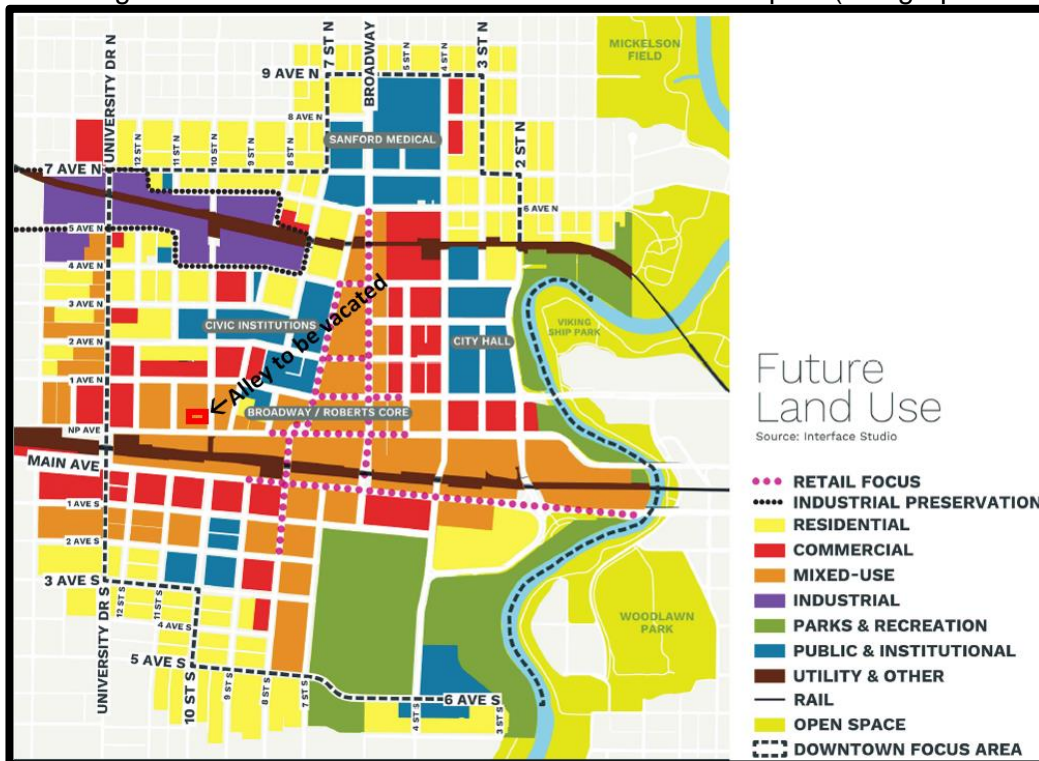 MICKELSON
FIELD
UNIVERSITY DR N
7 ST N
BROADWAY
5 ST N
4 ST N
3 ST N
9 AVE N
8 AVE N
SANFORD MEDICAL
12 ST N
11 ST N
10 ST N
9 ST N
8 ST N
2 ST N
7 AVE N
6 AVE N
5 AVE N
4 AVE N
3 AVE N
CIVIC INSTITUTIONS
Alley to be vacated
VIKING
SHIP PARK
CITY HALL
2 AVE N
1 AVE N
BROADWAY / ROBERTS CORE
NP AVE
MAIN AVE
1 AVE S
2 AVE S
3 AVE S
12 ST S
11 ST S
4 AVE S
WOODLAWN
PARK
UNIVERSITY DR S
5 AVE S
10 ST S
9 ST S
8 ST S
7 ST S
6 AVE S
4 ST S
3 ST S
Future
Land Use
Source: Interface Studio
RETAIL FOCUS
INDUSTRIAL PRESERVATION
RESIDENTIAL
COMMERCIAL
MIXED-USE
INDUSTRIAL
PARKS & RECREATION
PUBLIC & INSTITUTIONAL
UTILITY & OTHER
RAIL
OPEN SPACE
DOWNTOWN FOCUS AREA